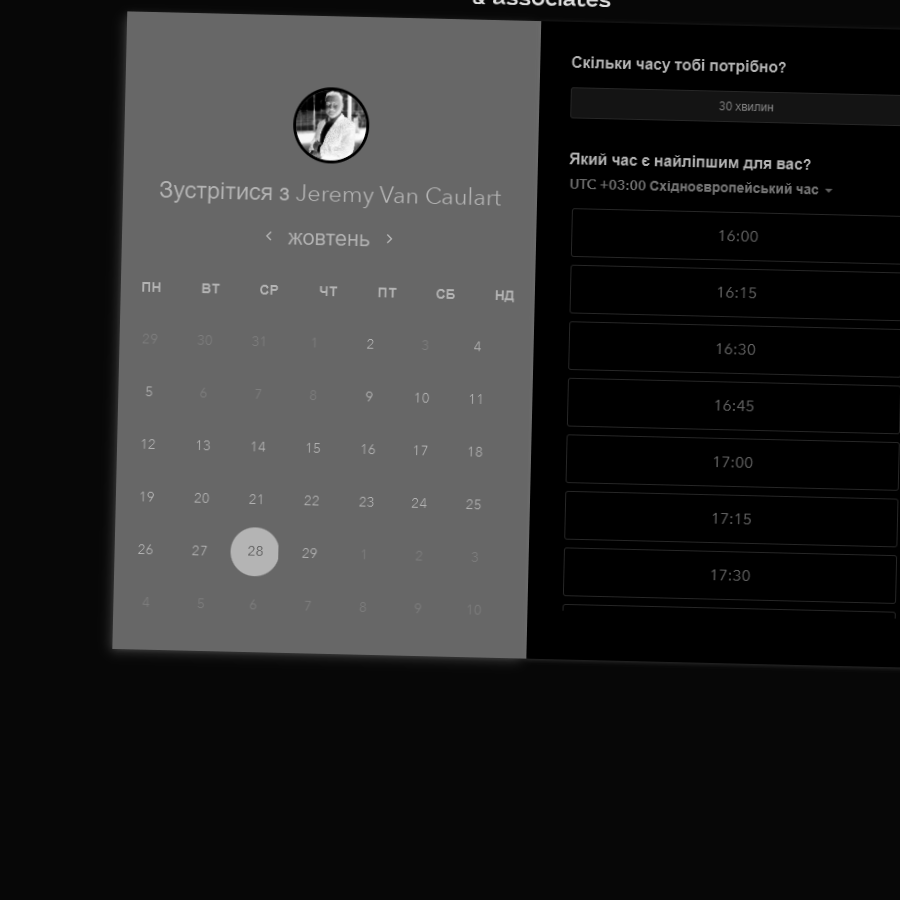 & associates
Зустрітися з Jeremy Van Caulart
жовтень
ПН ВТ СР ЧТ ПТ СБ НД
29 30 31 1 2 3 4
5 6 7 8 9 10 11
12 13 14 15 16 17 18
19 20 21 22 23 24 25
26 27 28 29 1 2 3
4 5 6 7 8 9 10
Скільки часу тобі потрібно?
30 хвилин
Який час є найліпшим для вас?
UTC +03:00 Східноєвропейський час
16:00
16:15
16:30
16:45
17:00
17:15
17:30